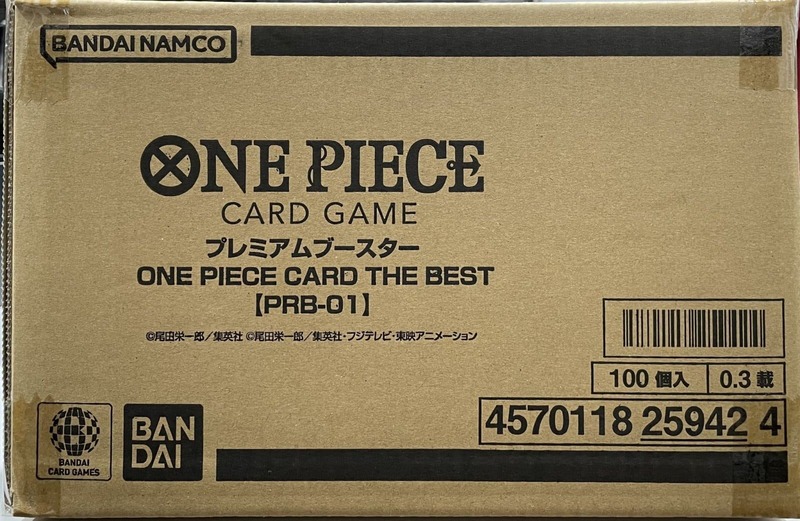 BANDAI NAMCO
ONE PIECE
CARD GAME
プレミアムブースター
ONE PIECE CARD THE BEST
【PRB-01】
©尾田栄一郎／集英社 ©尾田栄一郎／集英社・フジテレビ・東映アニメーション
100 個入 0.3 載
4570118 25942 4
BANDAI
CARD GAMES
BAN
DAI